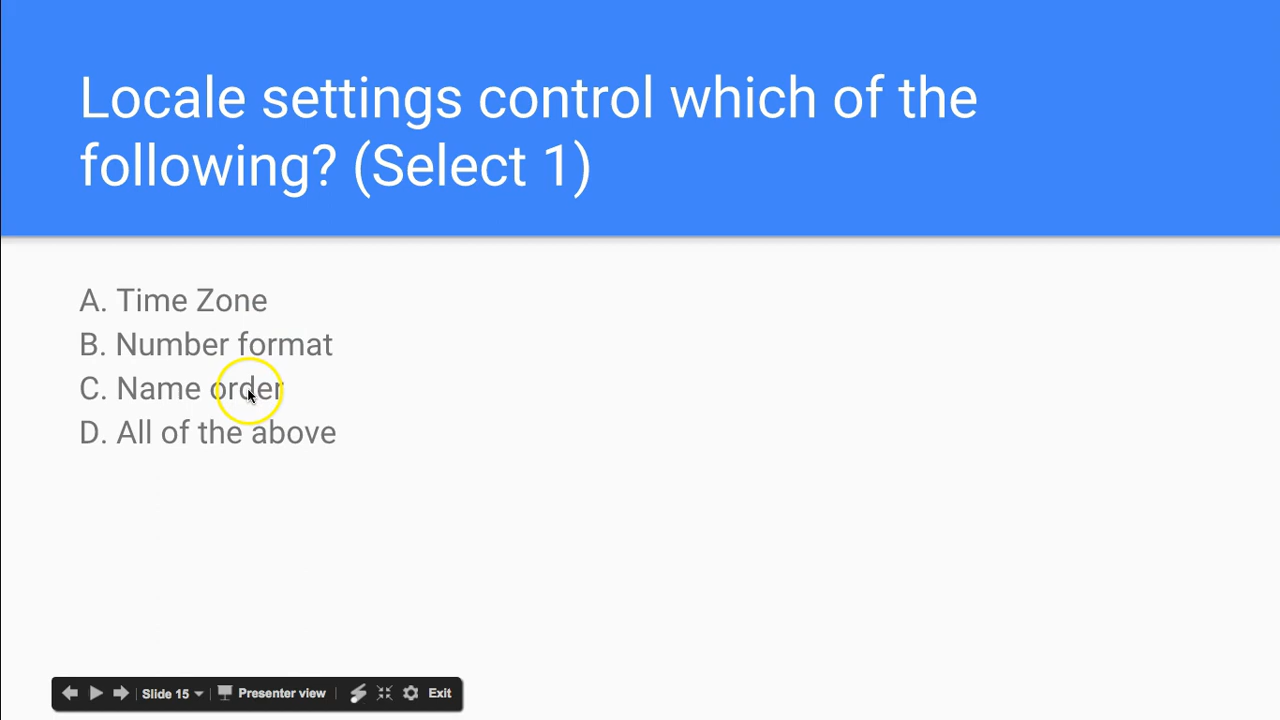 Locale settings control which of the
following? (Select 1)
A. Time Zone
B. Number format
C. Name order
D. All of the above
Slide 15
Presenter view
Exit